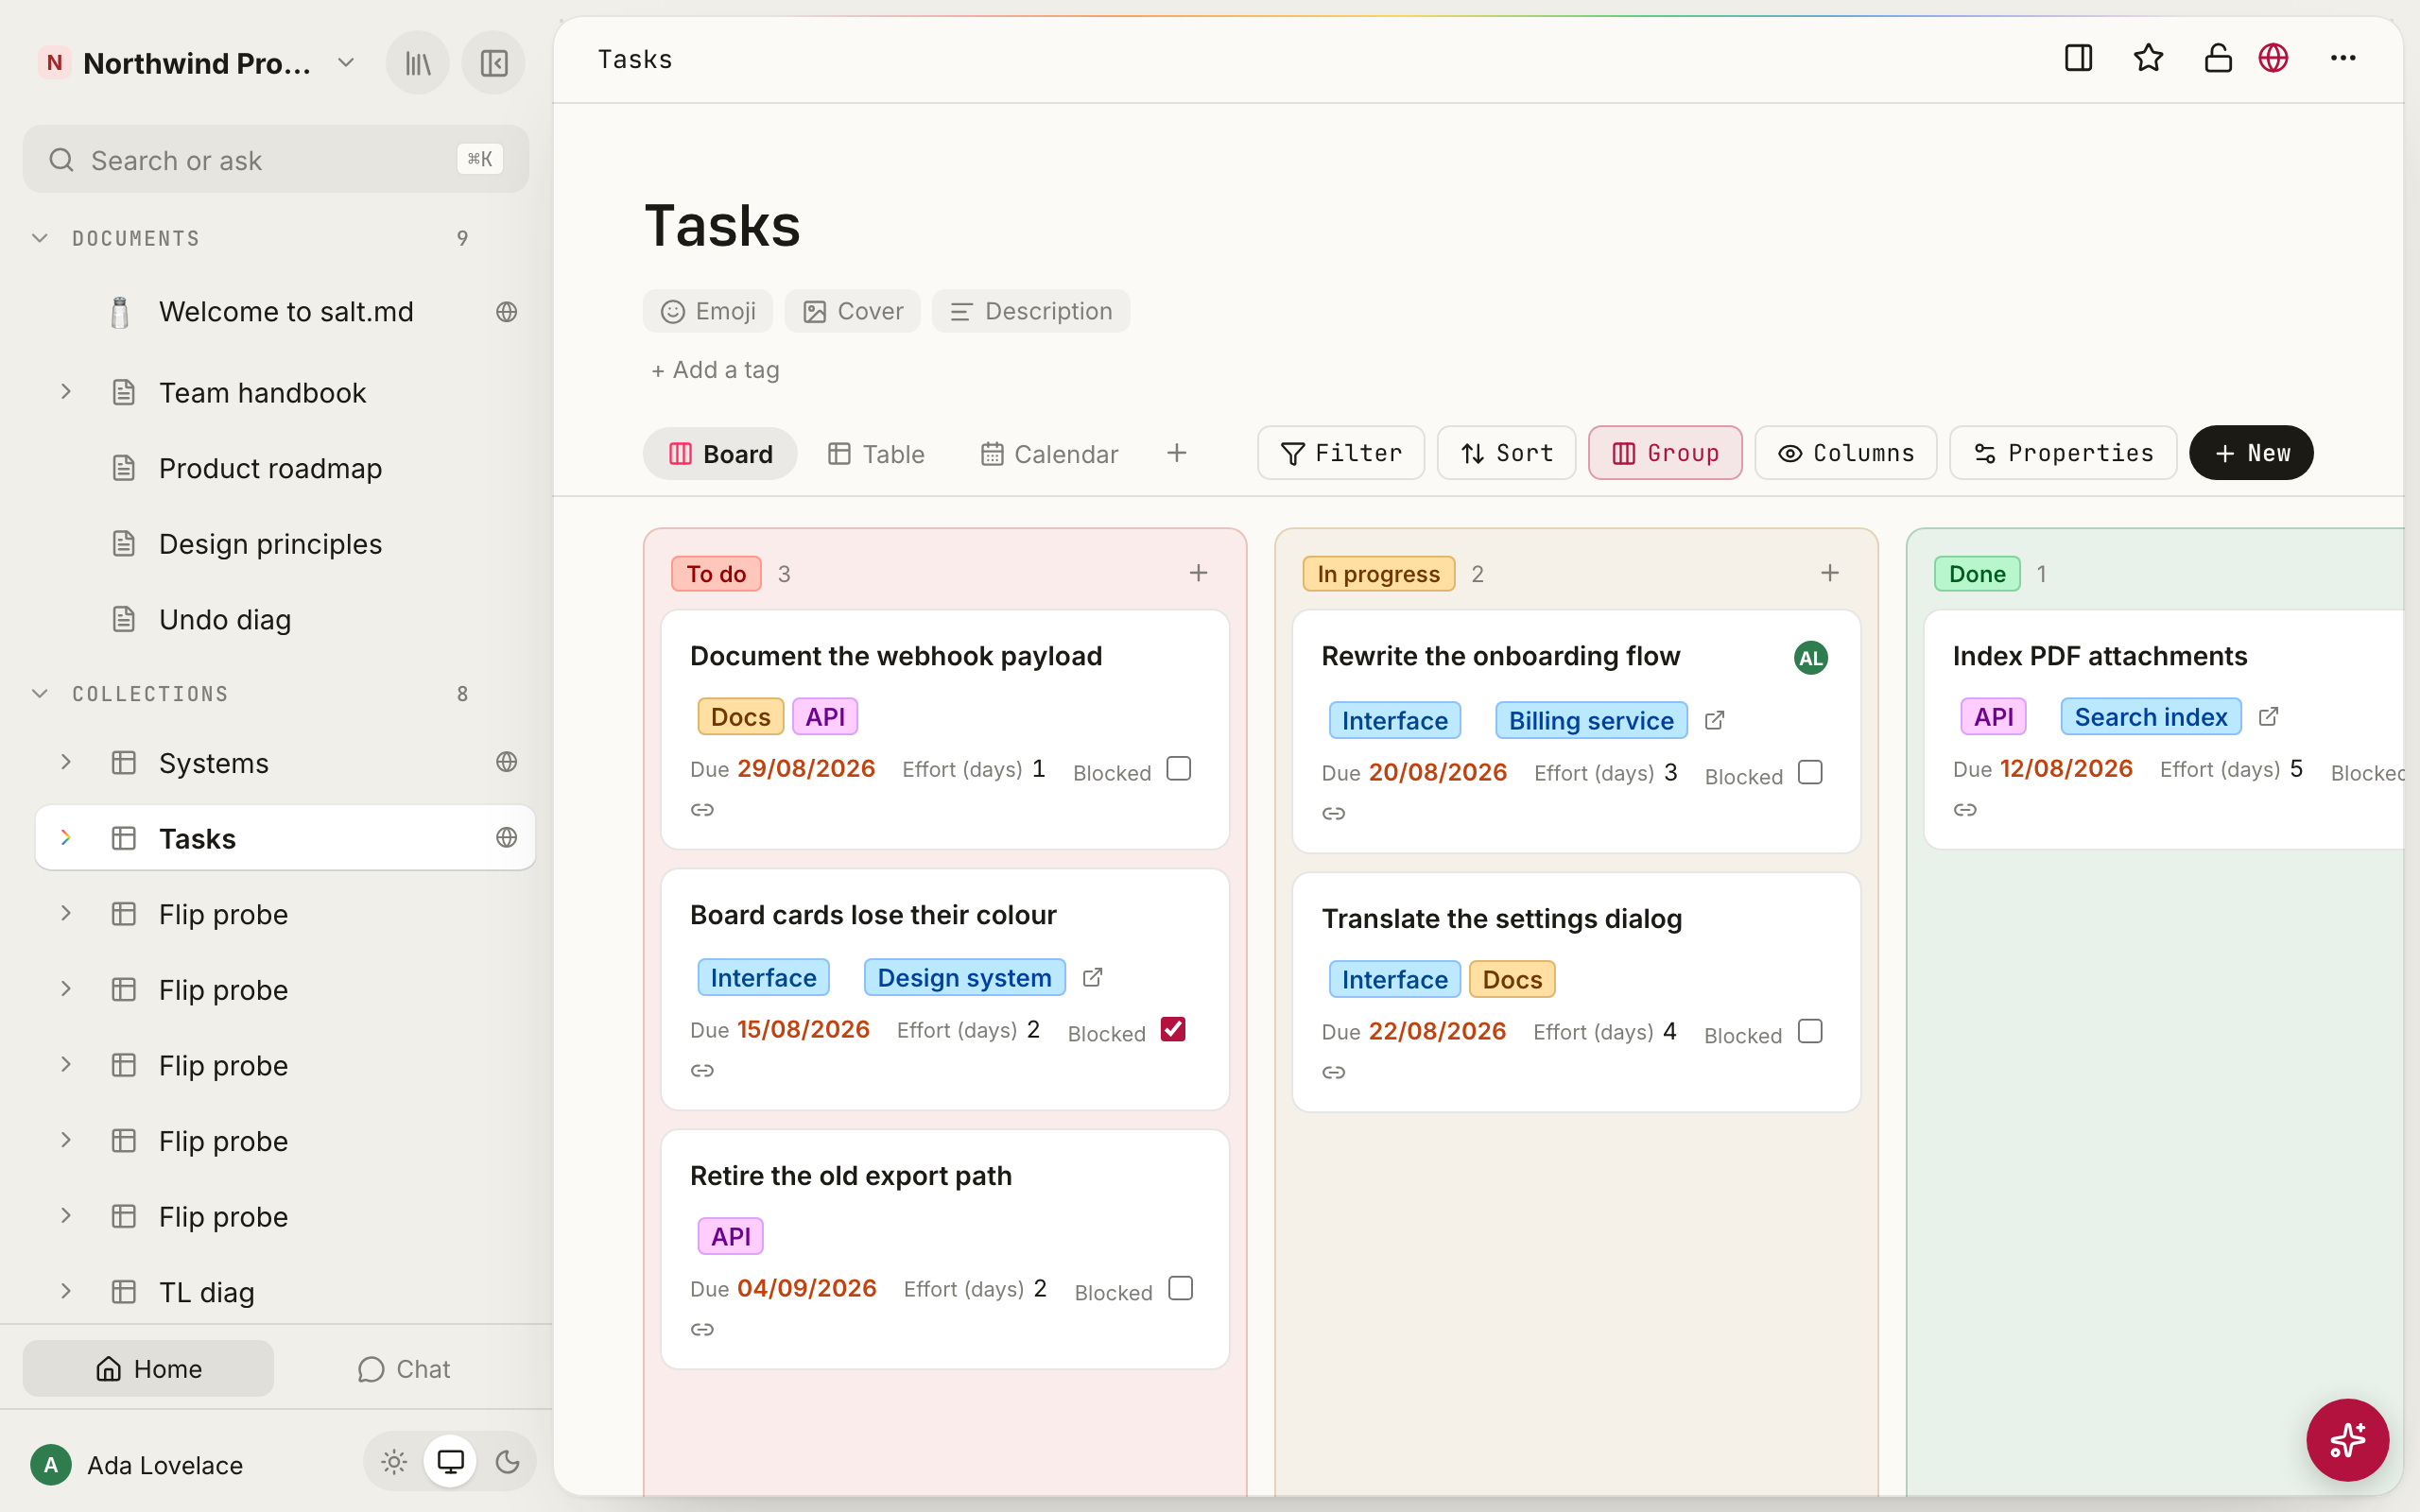 N Northwind Pro...
Search or ask ⌘K
DOCUMENTS 9
Welcome to salt.md
Team handbook
Product roadmap
Design principles
Undo diag
COLLECTIONS 8
Systems
Tasks
Flip probe
Flip probe
Flip probe
Flip probe
Flip probe
TL diag
Home Chat
A Ada Lovelace
Tasks
Tasks
Emoji Cover Description
+ Add a tag
Board Table Calendar + Filter Sort Group Columns Properties + New
To do 3 +
Document the webhook payload
Docs API
Due 29/08/2026 Effort (days) 1 Blocked
Board cards lose their colour
Interface Design system
Due 15/08/2026 Effort (days) 2 Blocked
Retire the old export path
API
Due 04/09/2026 Effort (days) 2 Blocked
In progress 2 +
Rewrite the onboarding flow AL
Interface Billing service
Due 20/08/2026 Effort (days) 3 Blocked
Translate the settings dialog
Interface Docs
Due 22/08/2026 Effort (days) 4 Blocked
Done 1
Index PDF attachments
API Search index
Due 12/08/2026 Effort (days) 5 Blocked